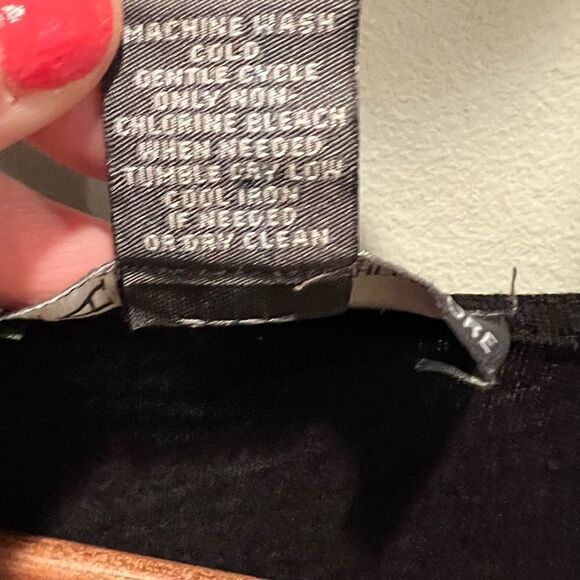 MACHINE WASH
COLD
GENTLE CYCLE
ONLY NON-
CHLORINE BLEACH
WHEN NEEDED
TUMBLE DRY LOW
COOL IRON
IF NEEDED
OR DRY CLEAN